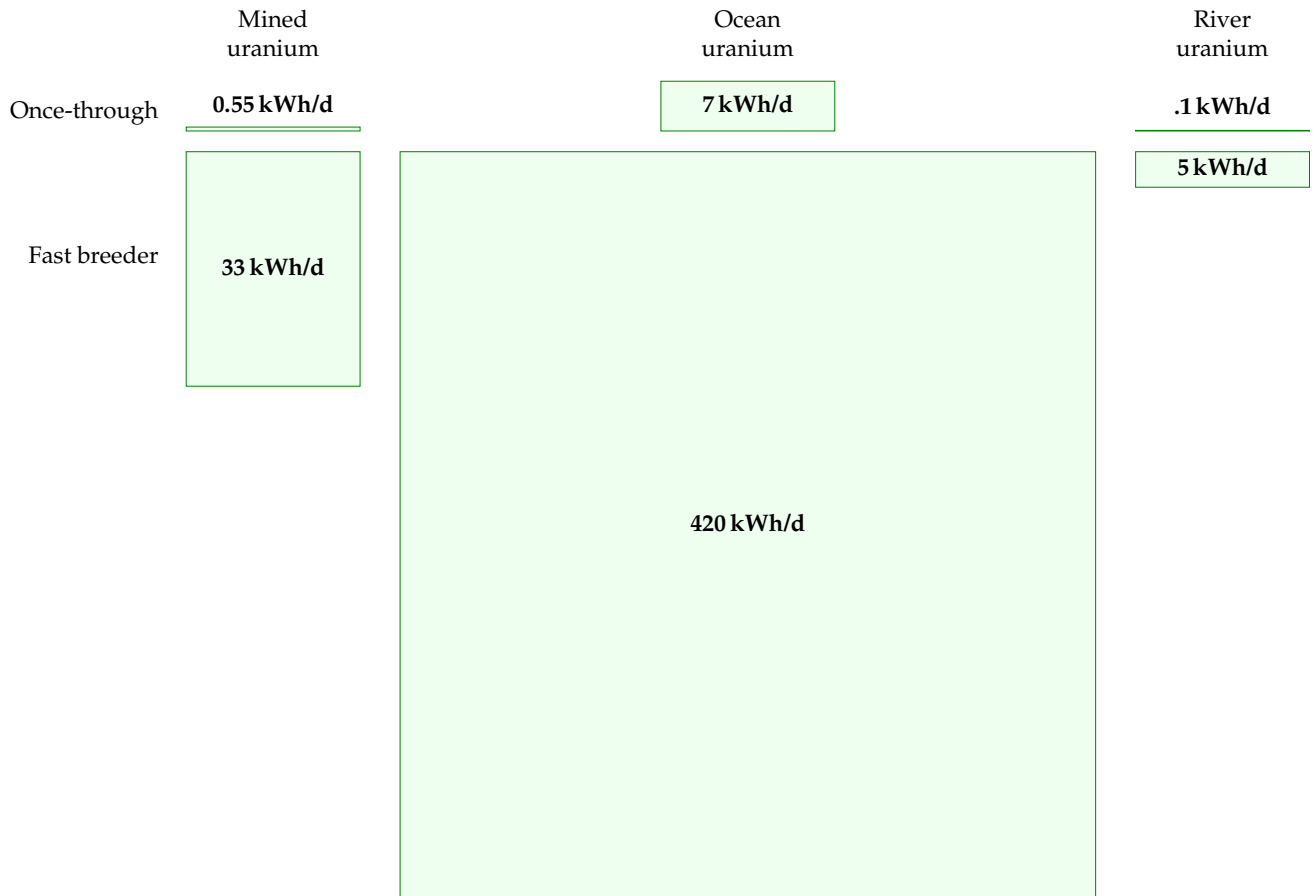 Mined
uranium
Ocean
uranium
River
uranium
Once-through
0.55 kWh/d
7 kWh/d
.1 kWh/d
5 kWh/d
Fast breeder
33 kWh/d
420 kWh/d